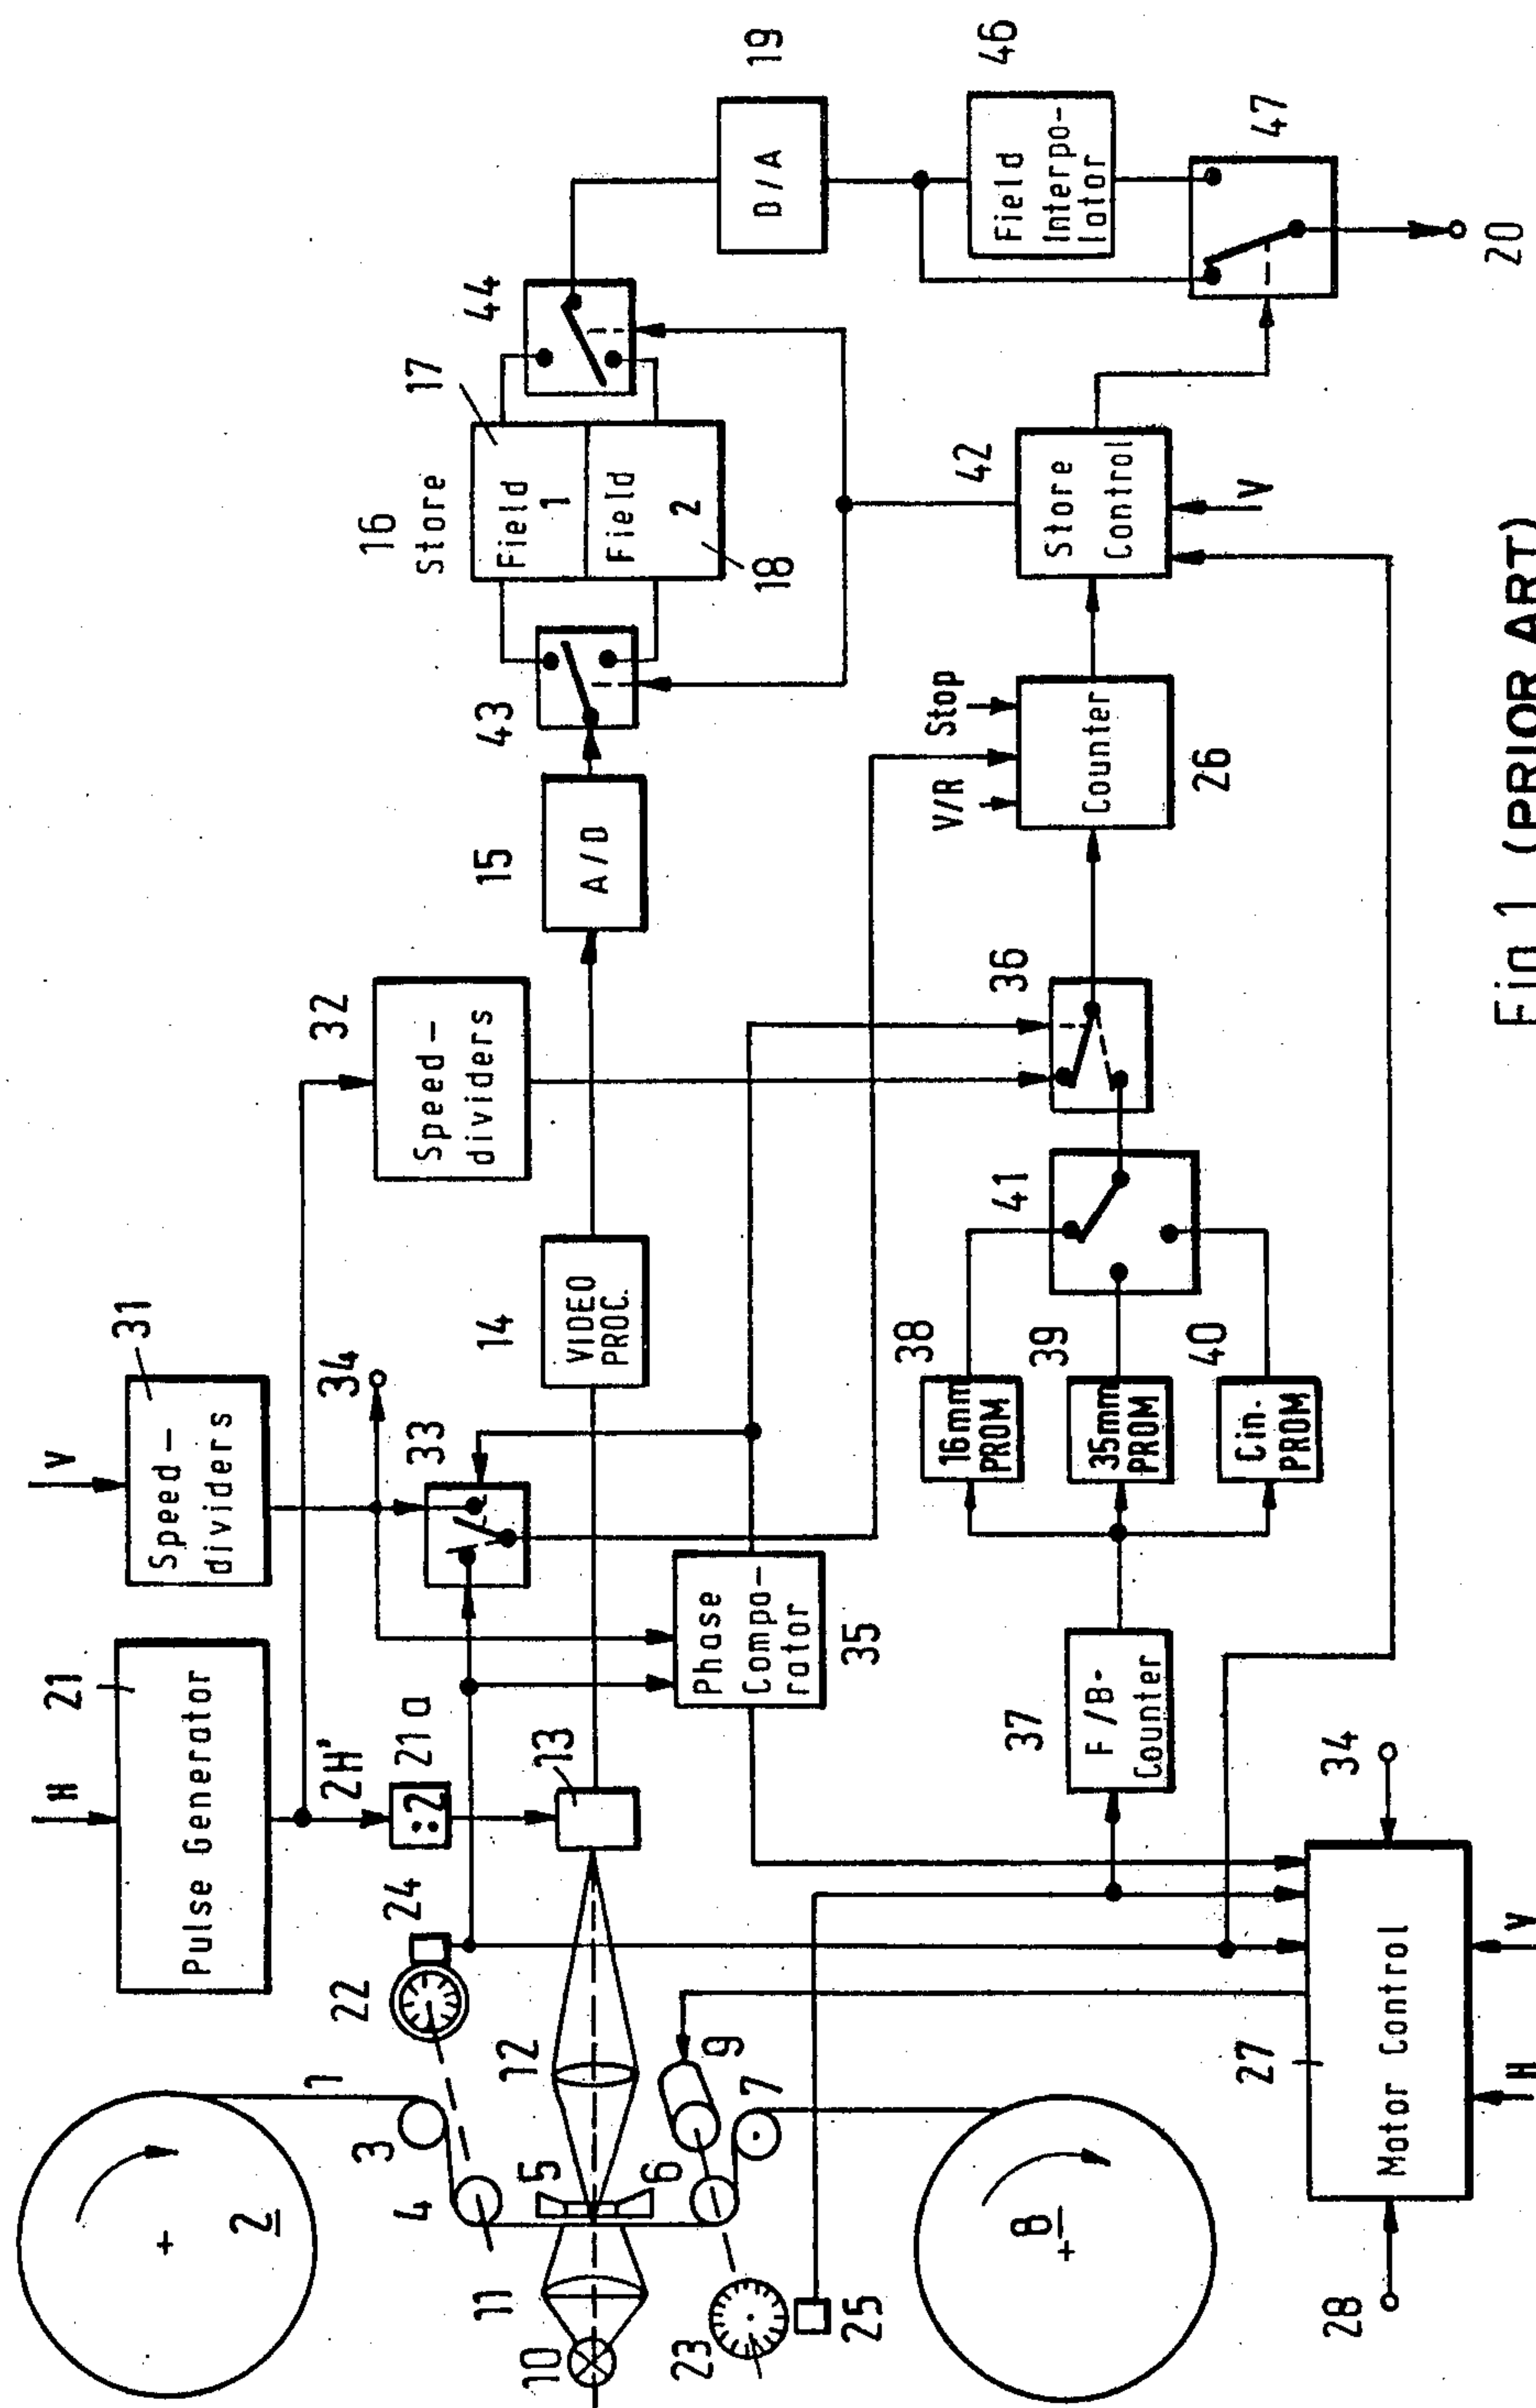 H
21
Pulse Generator
2H'
21a
:2
V
31
Speed-
dividers
34
33
32
Speed-
dividers
2
1
3
4
22
24
5
12
13
14
VIDEO
PROC.
15
A/D
43
16
Store
17
Field
1
Field
2
18
44
D/A
19
10
11
6
9
7
23
25
8
Phase
Compo-
rator
35
37
F/B-
Counter
38
16mm
PROM
39
35mm
PROM
40
Cin.
PROM
41
36
V/R
Stop
Counter
26
42
Store
Control
V
Field
Interpo-
lator
46
47
20
27
Motor Control
28
34
H
V
Fig.1 (PRIOR ART)